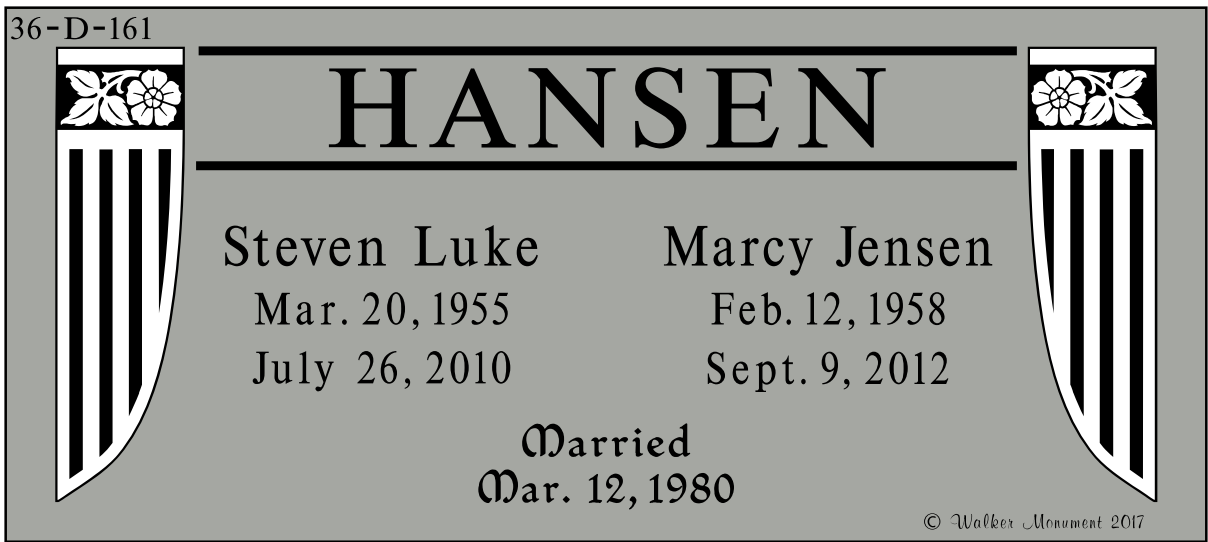 36-D-161
HANSEN
Steven Luke
Mar. 20, 1955
July 26, 2010
Marcy Jensen
Feb. 12, 1958
Sept. 9, 2012
Married
Mar. 12, 1980
© Walker Monument 2017